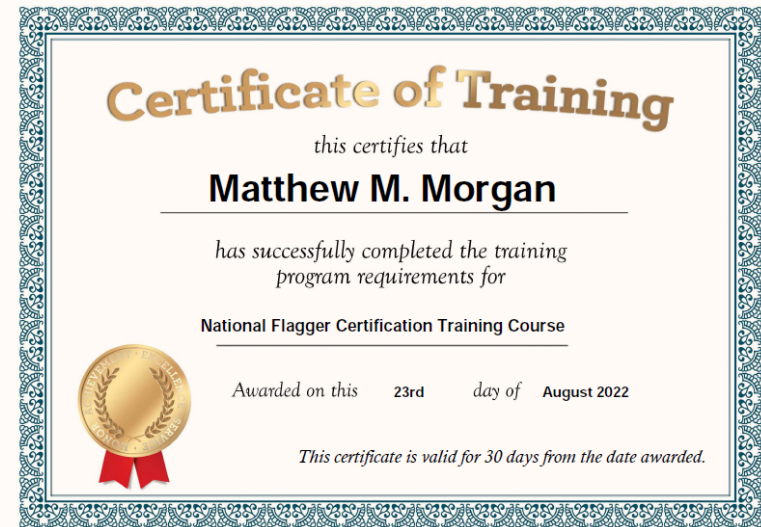 Certificate of Training
this certifies that
Matthew M. Morgan
has successfully completed the training
program requirements for
National Flagger Certification Training Course
Awarded on this 23rd day of August 2022
This certificate is valid for 30 days from the date awarded.